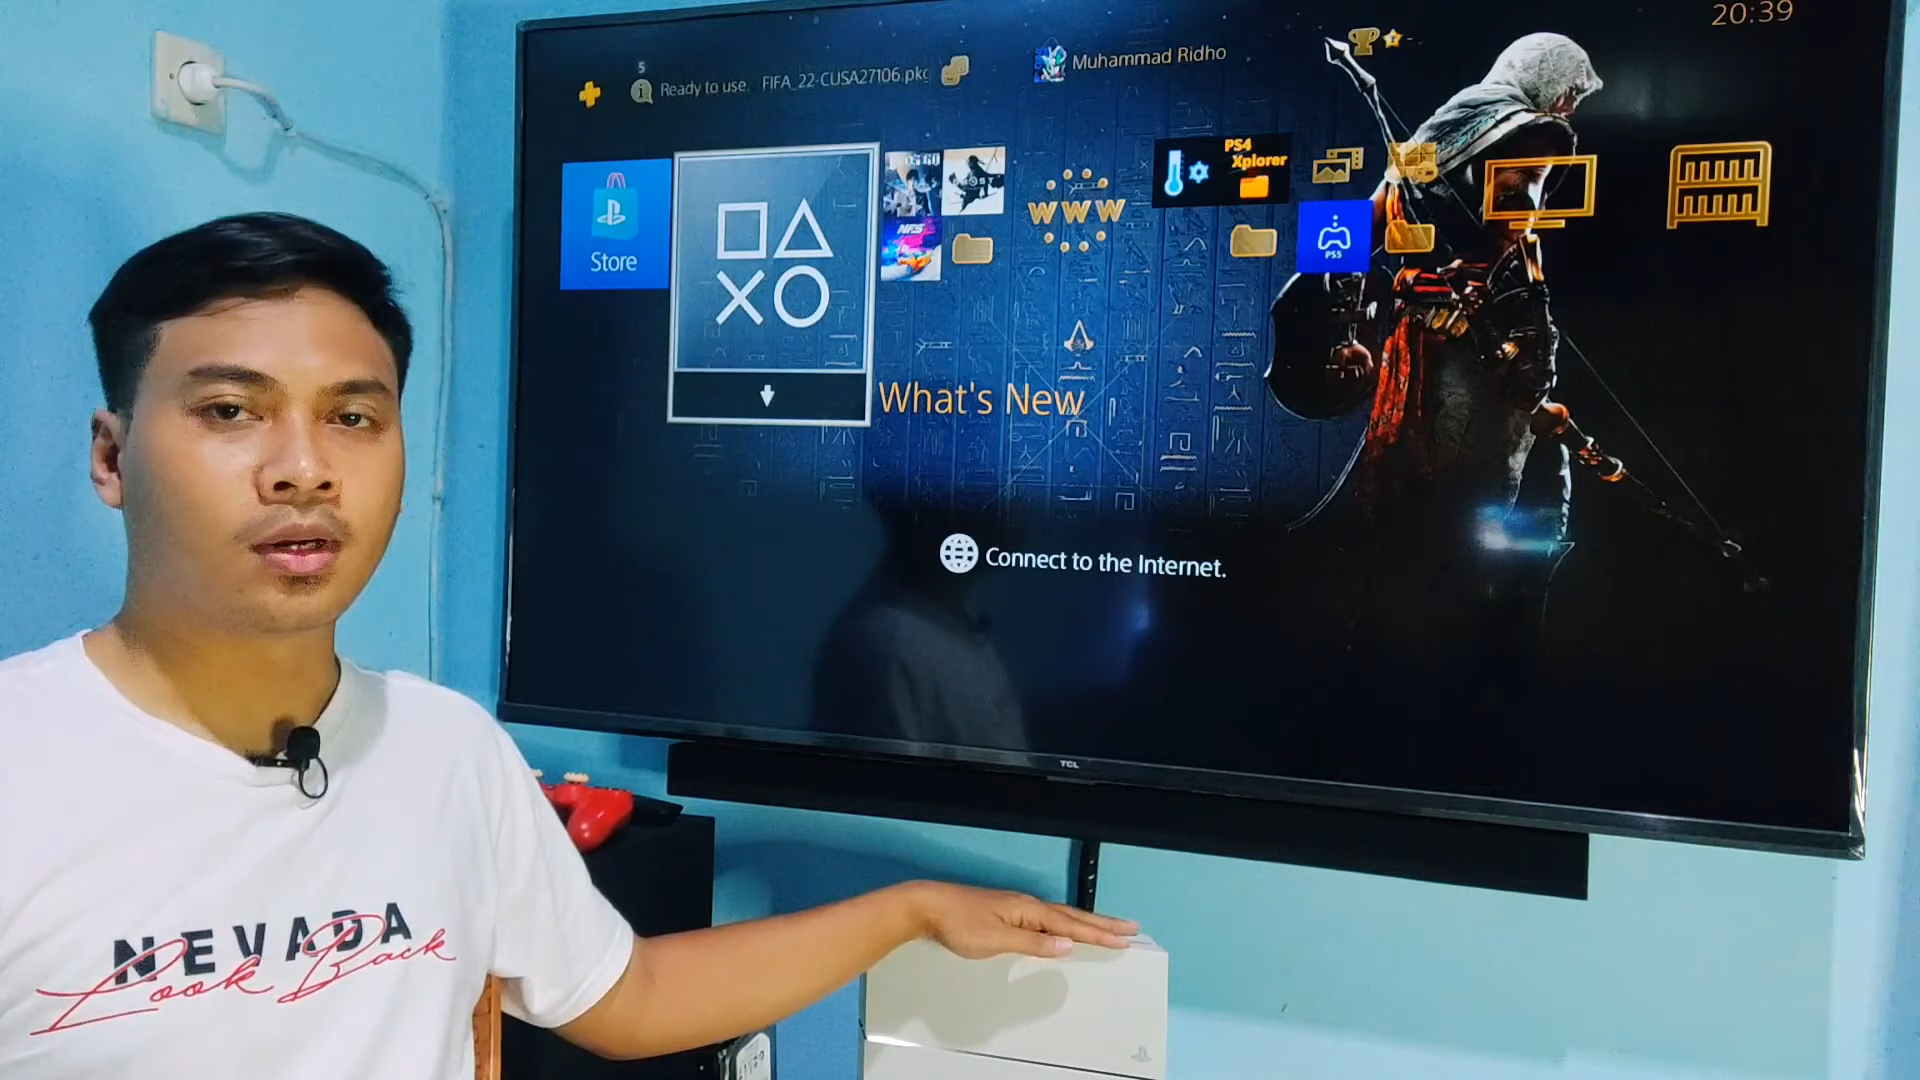 20:39
5
Ready to use. FIFA_22-CUSA27106.pkg
Muhammad Ridho
Store
NFS
WWW
PS4
Xplorer
PS5
What's New
Connect to the Internet.
TCL
NEVADA
Look Back